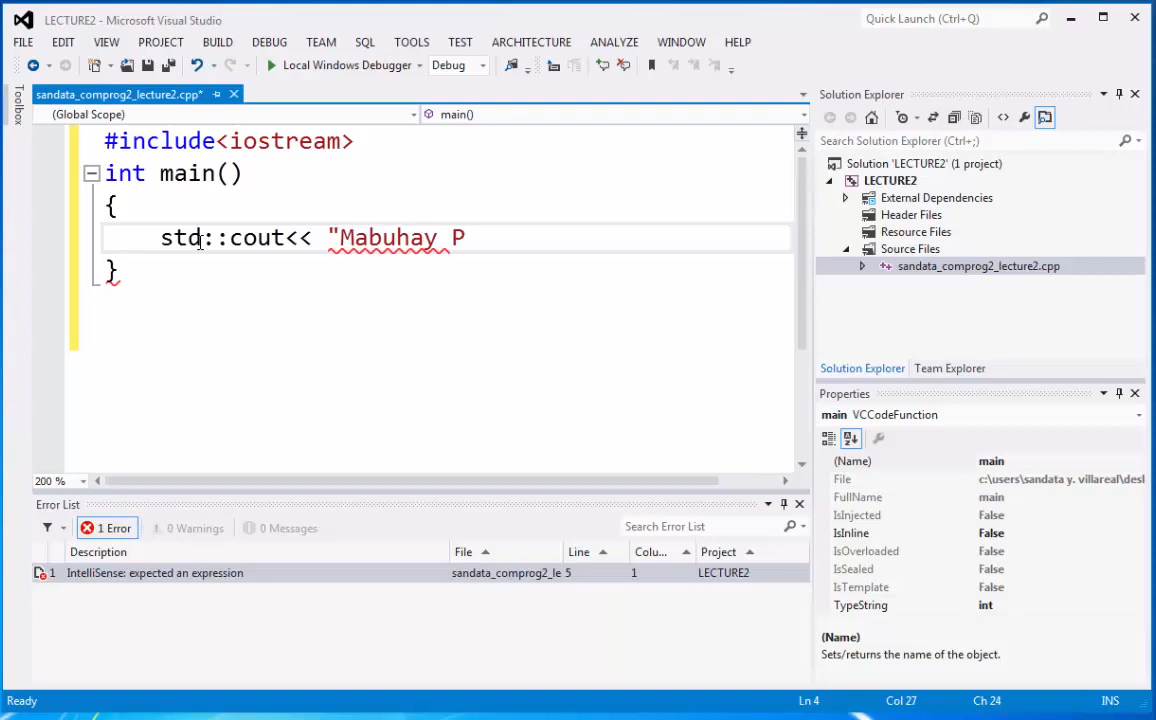 LECTURE2 - Microsoft Visual Studio
Quick Launch (Ctrl+Q)
FILE EDIT VIEW PROJECT BUILD DEBUG TEAM SQL TOOLS TEST ARCHITECTURE ANALYZE WINDOW HELP
Local Windows Debugger Debug
Toolbox
sandata_comprog2_lecture2.cpp*
(Global Scope) main()
#include<iostream>
int main()
{
std::cout<< "Mabuhay P
}
200 %
Solution Explorer
Search Solution Explorer (Ctrl+;)
Solution 'LECTURE2' (1 project)
LECTURE2
External Dependencies
Header Files
Resource Files
Source Files
sandata_comprog2_lecture2.cpp
Solution Explorer Team Explorer
Properties
main VCCodeFunction
(Name) main
File c:\users\sandata y. villareal\desl
FullName main
IsInjected False
IsInline False
IsOverloaded False
IsSealed False
IsTemplate False
TypeString int
(Name)
Sets/returns the name of the object.
Error List
1 Error 0 Warnings 0 Messages
Search Error List
Description File Line Colu... Project
1 IntelliSense: expected an expression sandata_comprog2_le 5 1 LECTURE2
Ready Ln 4 Col 27 Ch 24 INS